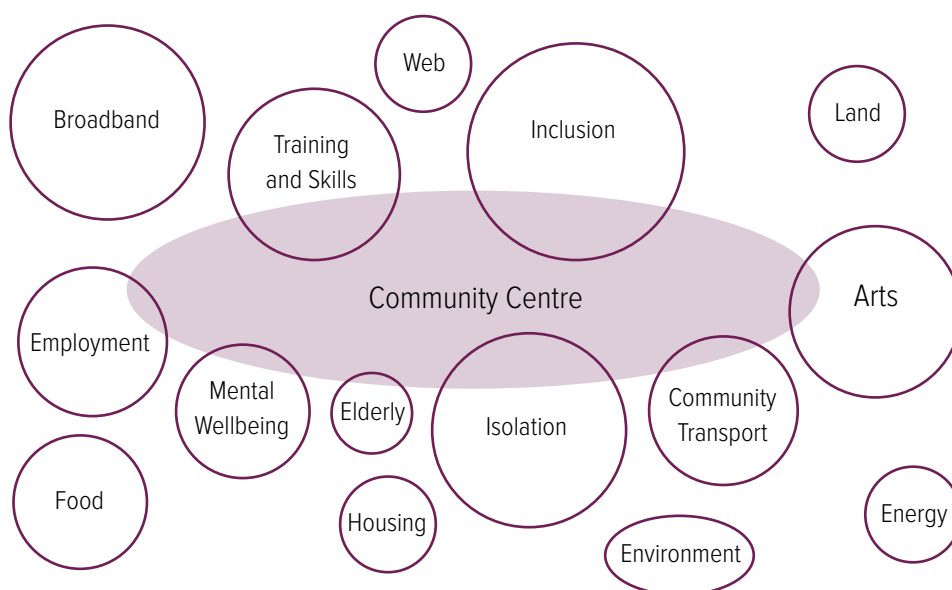 Web
Broadband
Land
Inclusion
Training
and Skills
Community Centre
Arts
Employment
Mental
Wellbeing
Elderly
Isolation
Community
Transport
Food
Housing
Energy
Environment